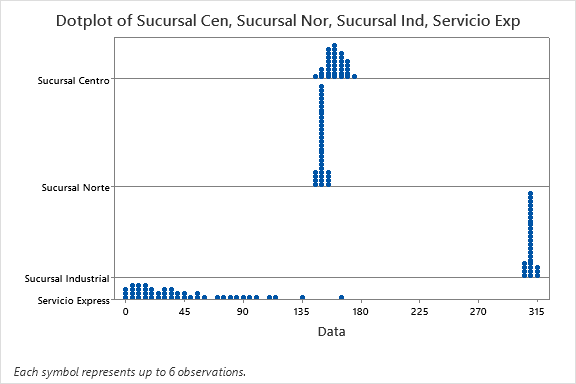 Dotplot of Sucursal Cen, Sucursal Nor, Sucursal Ind, Servicio Exp
Sucursal Centro
Sucursal Norte
Sucursal Industrial
Servicio Express
0 45 90 135 180 225 270 315
Data
Each symbol represents up to 6 observations.